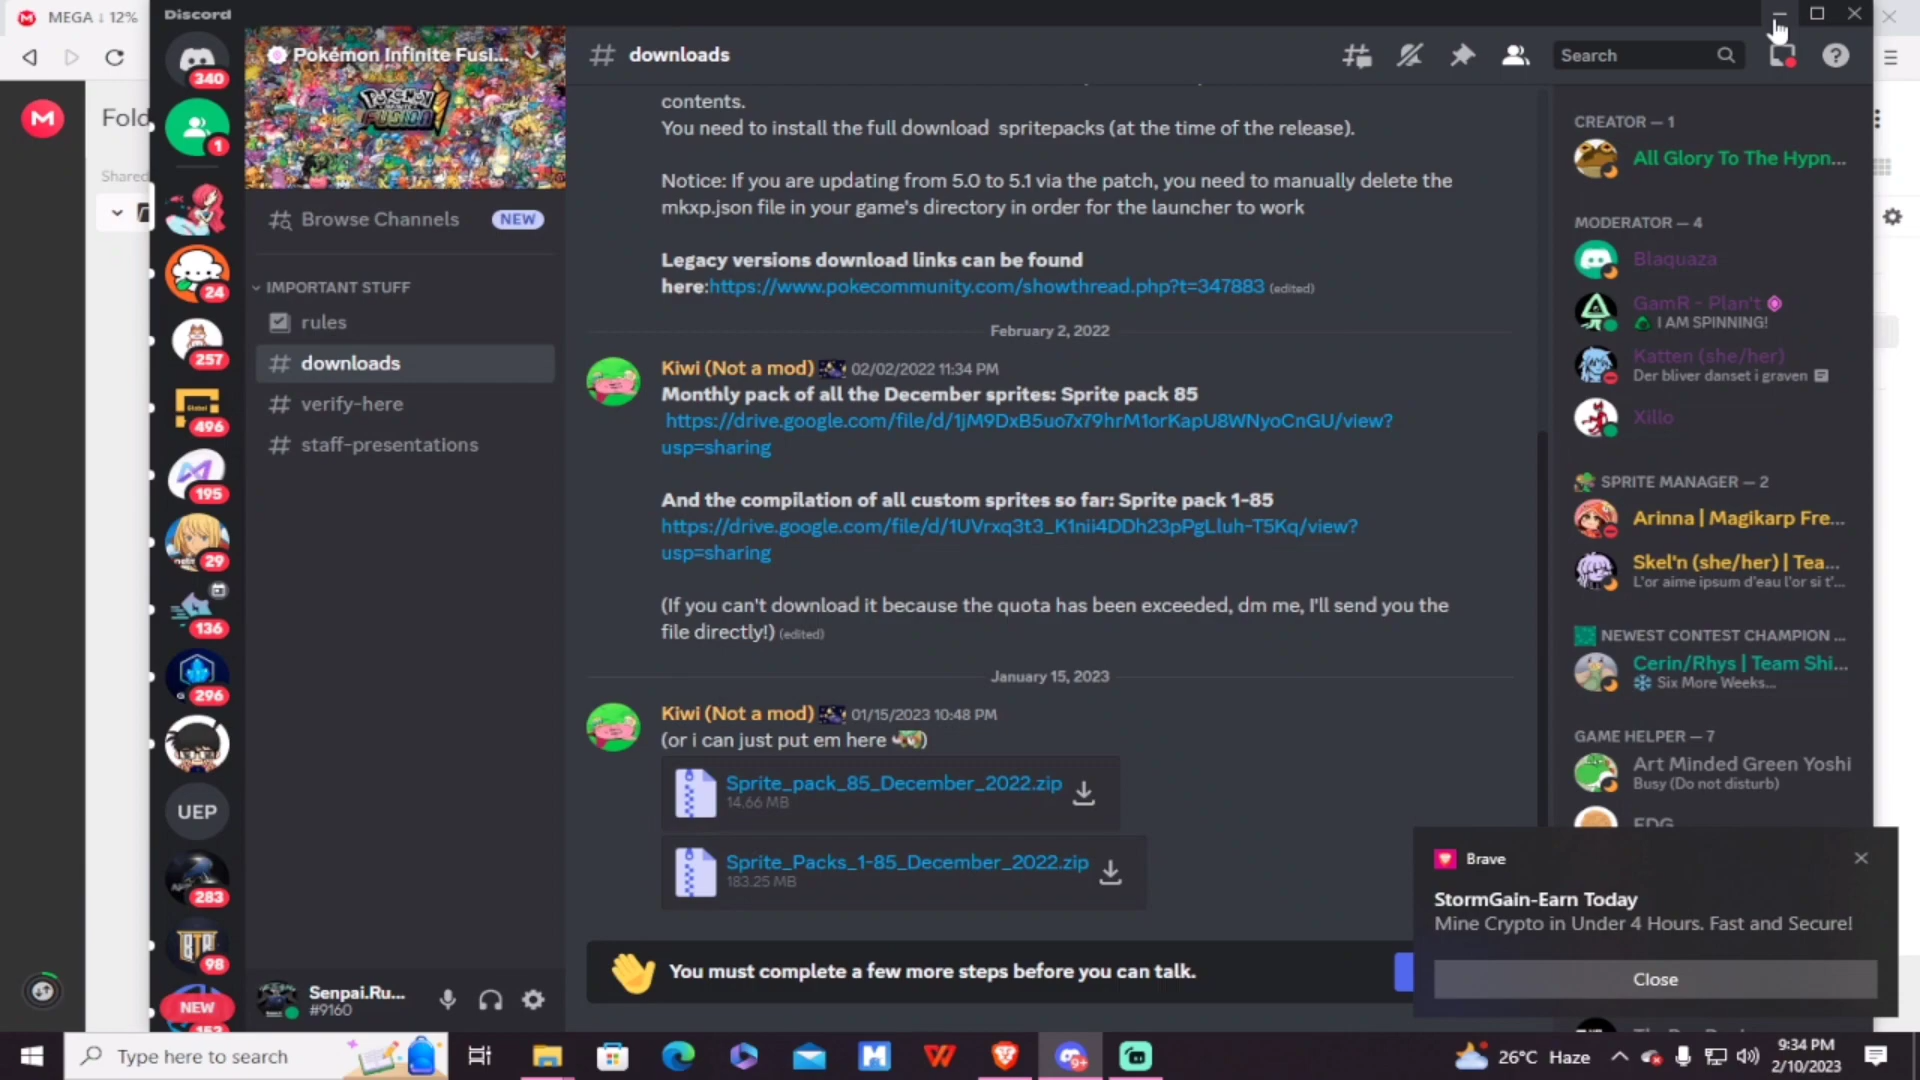 MEGA ↓ 12%
Discord
Fold
Shared
340
1
24
257
496
195
29
136
296
UEP
283
98
NEW
Pokémon Infinite Fusi...
POKEMON
FUSION
Browse Channels NEW
IMPORTANT STUFF
rules
downloads
verify-here
staff-presentations
Senpai.Ru...
#9160
# downloads
Search
contents.
You need to install the full download spritepacks (at the time of the release).
Notice: If you are updating from 5.0 to 5.1 via the patch, you need to manually delete the
mkxp.json file in your game's directory in order for the launcher to work
Legacy versions download links can be found
here:https://www.pokecommunity.com/showthread.php?t=347883 (edited)
February 2, 2022
Kiwi (Not a mod) 02/02/2022 11:34 PM
Monthly pack of all the December sprites: Sprite pack 85
https://drive.google.com/file/d/1jM9DxB5uo7x79hrM1orKapU8WNyoCnGU/view?
usp=sharing
And the compilation of all custom sprites so far: Sprite pack 1-85
https://drive.google.com/file/d/1UVrxq3t3_K1nii4DDh23pPgLluh-T5Kq/view?
usp=sharing
(If you can't download it because the quota has been exceeded, dm me, I'll send you the
file directly!) (edited)
January 15, 2023
Kiwi (Not a mod) 01/15/2023 10:48 PM
(or i can just put em here )
Sprite_pack_85_December_2022.zip
14.66 MB
Sprite_Packs_1-85_December_2022.zip
183.25 MB
You must complete a few more steps before you can talk.
CREATOR — 1
All Glory To The Hypn...
MODERATOR — 4
Blaquaza
GamR - Plan't
I AM SPINNING!
Katten (she/her)
Der bliver danset i graven
Xillo
SPRITE MANAGER — 2
Arinna | Magikarp Fre...
Skel'n (she/her) | Tea...
L'or aime ipsum d'eau l'or si t'...
NEWEST CONTEST CHAMPION ...
Cerin/Rhys | Team Shi...
Six More Weeks...
GAME HELPER — 7
Art Minded Green Yoshi
Busy (Do not disturb)
Brave
StormGain-Earn Today
Mine Crypto in Under 4 Hours. Fast and Secure!
Close
Type here to search
26°C Haze
9:34 PM
2/10/2023